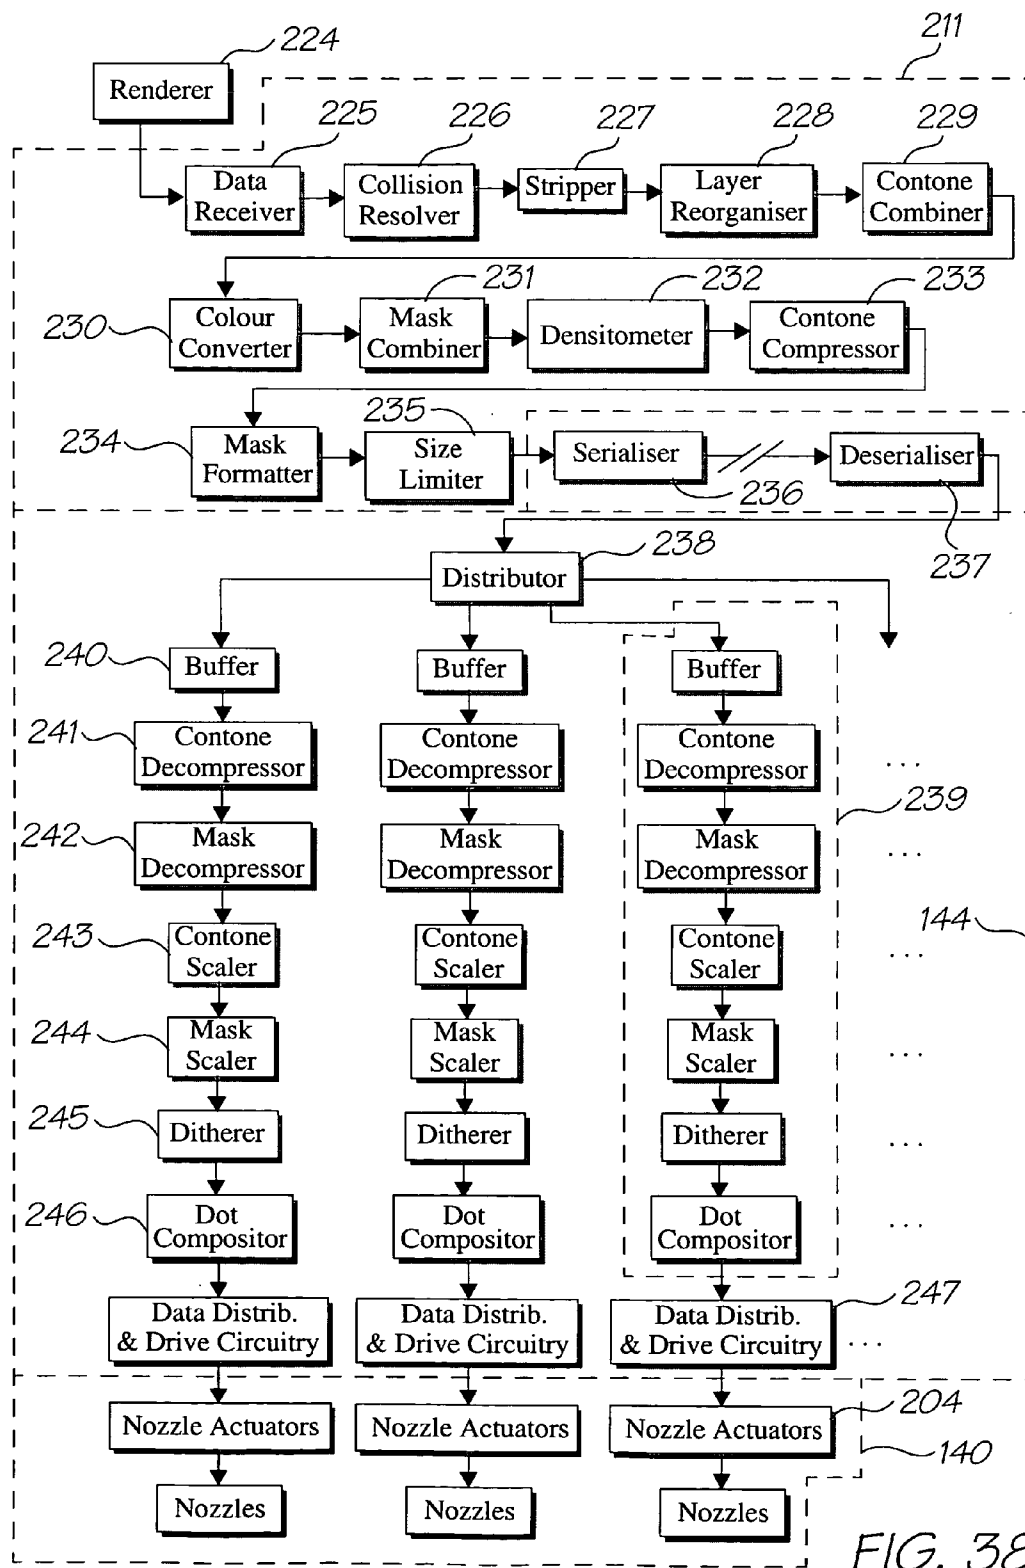 224
211
Renderer
225
226
227
228
229
Data
Receiver
Collision
Resolver
Stripper
Layer
Reorganiser
Contone
Combiner
231
232
233
230
Colour
Converter
Mask
Combiner
Densitometer
Contone
Compressor
235
234
Mask
Formatter
Size
Limiter
Serialiser
Deserialiser
236
237
238
Distributor
240
Buffer
Buffer
Buffer
241
Contone
Decompressor
Contone
Decompressor
Contone
Decompressor
...
239
242
Mask
Decompressor
Mask
Decompressor
Mask
Decompressor
...
243
Contone
Scaler
Contone
Scaler
Contone
Scaler
...
144
244
Mask
Scaler
Mask
Scaler
Mask
Scaler
...
245
Ditherer
Ditherer
Ditherer
...
246
Dot
Compositor
Dot
Compositor
Dot
Compositor
...
Data Distrib.
& Drive Circuitry
Data Distrib.
& Drive Circuitry
Data Distrib.
& Drive Circuitry
...
247
Nozzle Actuators
Nozzle Actuators
Nozzle Actuators
204
140
Nozzles
Nozzles
Nozzles
FIG. 38